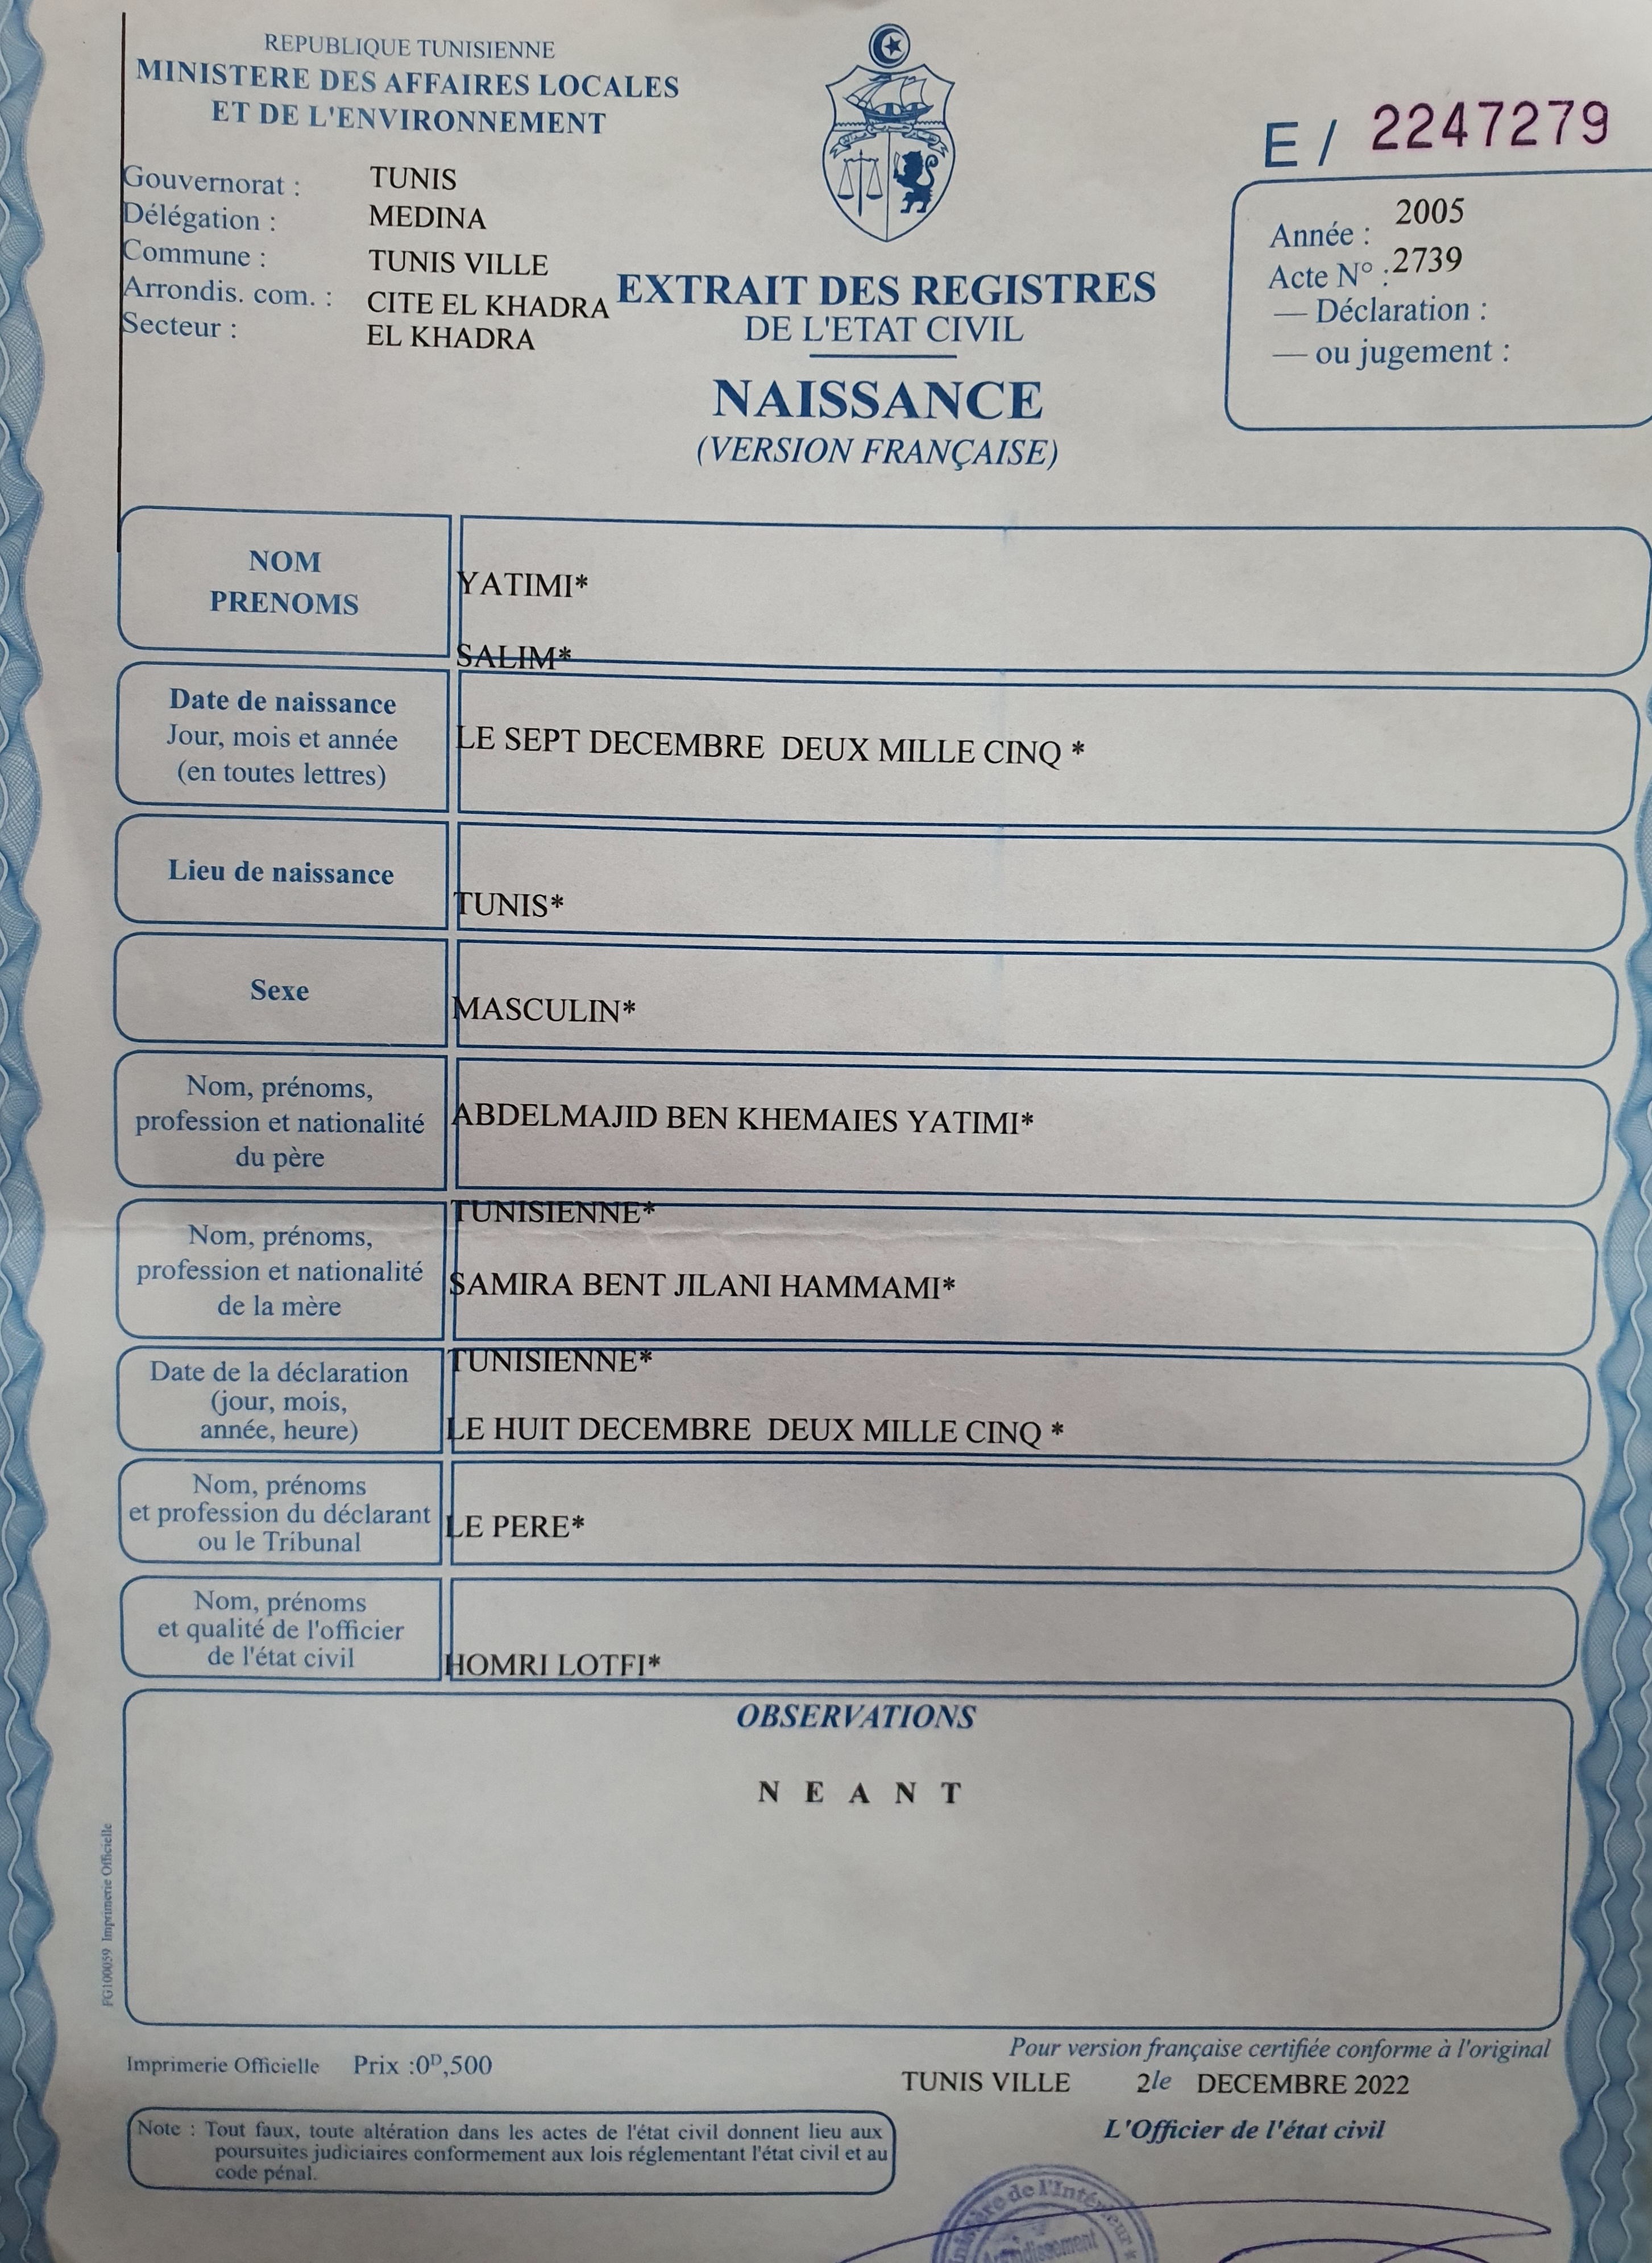 REPUBLIQUE TUNISIENNE
MINISTERE DES AFFAIRES LOCALES
ET DE L'ENVIRONNEMENT
Gouvernorat : TUNIS
Délégation : MEDINA
Commune : TUNIS VILLE
Arrondis. com. : CITE EL KHADRA
Secteur : EL KHADRA
E / 2247279
Année : 2005
Acte N° : 2739
— Déclaration :
— ou jugement :
EXTRAIT DES REGISTRES
DE L'ETAT CIVIL
NAISSANCE
(VERSION FRANÇAISE)
NOM
PRENOMS
YATIMI*
SALIM*
Date de naissance
Jour, mois et année
(en toutes lettres)
LE SEPT DECEMBRE DEUX MILLE CINQ *
Lieu de naissance
TUNIS*
Sexe
MASCULIN*
Nom, prénoms,
profession et nationalité
du père
ABDELMAJID BEN KHEMAIES YATIMI*
TUNISIENNE*
Nom, prénoms,
profession et nationalité
de la mère
SAMIRA BENT JILANI HAMMAMI*
TUNISIENNE*
Date de la déclaration
(jour, mois,
année, heure)
LE HUIT DECEMBRE DEUX MILLE CINQ *
Nom, prénoms
et profession du déclarant
ou le Tribunal
LE PERE*
Nom, prénoms
et qualité de l'officier
de l'état civil
HOMRI LOTFI*
OBSERVATIONS
N E A N T
FG100059 Imprimerie Officielle
Imprimerie Officielle Prix :0ᴰ,500
Pour version française certifiée conforme à l'original
TUNIS VILLE 2le DECEMBRE 2022
L'Officier de l'état civil
Note : Tout faux, toute altération dans les actes de l'état civil donnent lieu aux
poursuites judiciaires conformement aux lois réglementant l'état civil et au
code pénal.
de l'Intérieur *